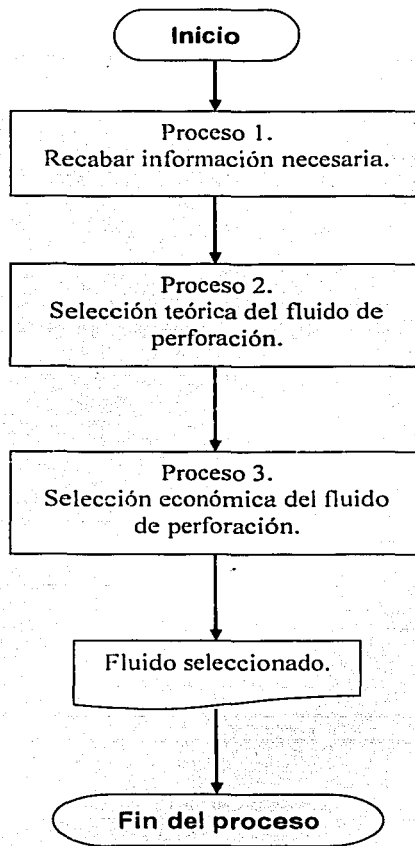 Inicio
Proceso 1.
Recabar información necesaria.
Proceso 2.
Selección teórica del fluido de
perforación.
Proceso 3.
Selección económica del fluido
de perforación.
Fluido seleccionado.
Fin del proceso